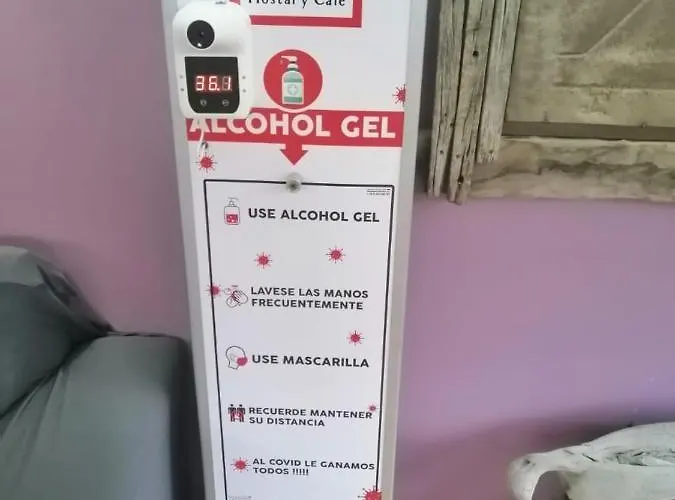 Hostal y Café
36.1
ALCOHOL GEL
USE ALCOHOL GEL
LAVESE LAS MANOS
FRECUENTEMENTE
USE MASCARILLA
RECUERDE MANTENER
SU DISTANCIA
AL COVID LE GANAMOS
TODOS !!!!!